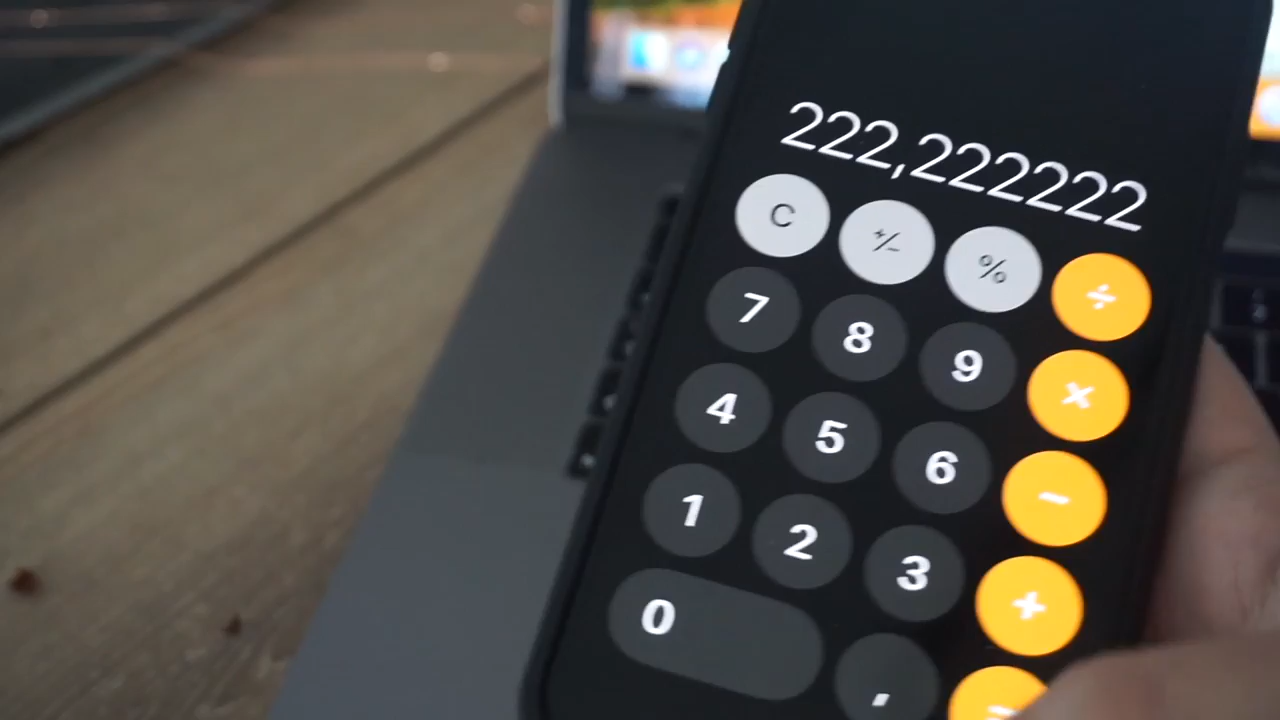 222,222222
C +/- % ÷
7 8 9 ×
4 5 6 −
1 2 3 +
0 , =